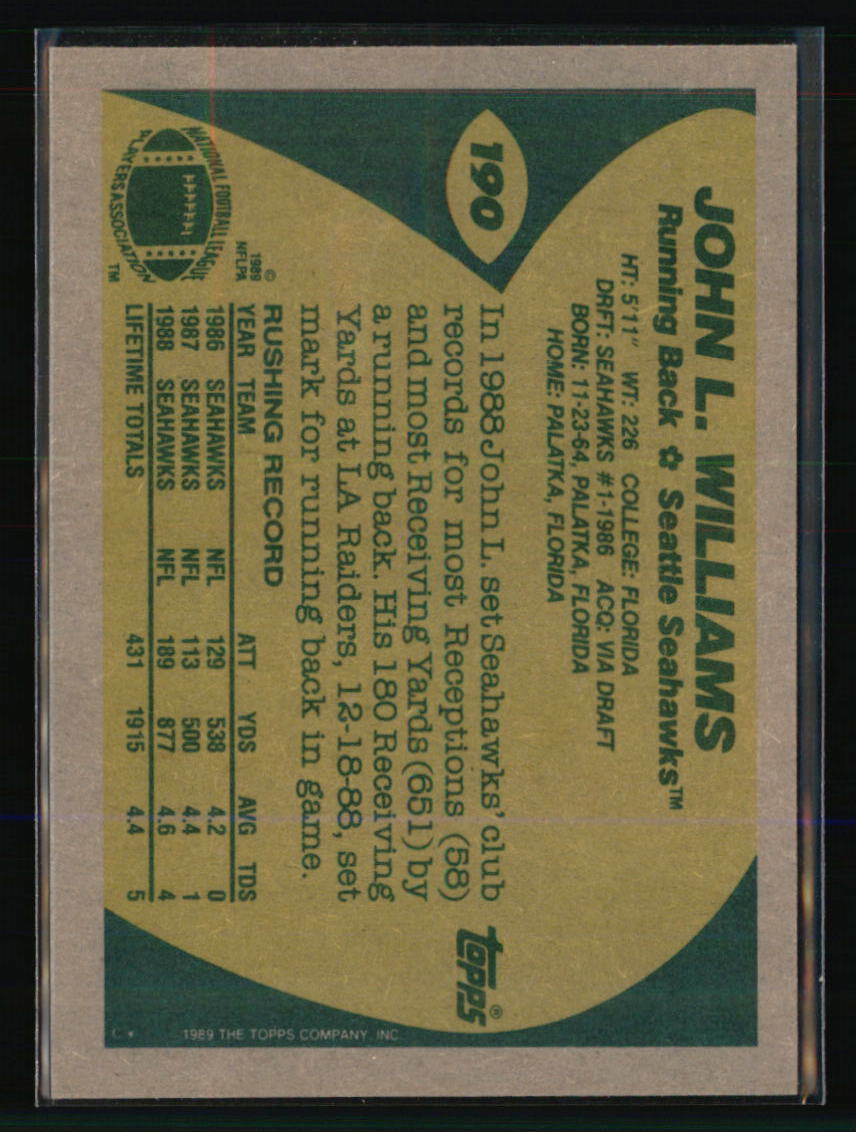 190
JOHN L. WILLIAMS
Running Back ✿ Seattle Seahawks™
HT: 5'11" WT: 226 COLLEGE: FLORIDA
DRFT: SEAHAWKS #1-1986 ACQ: VIA DRAFT
BORN: 11-23-64, PALATKA, FLORIDA
HOME: PALATKA, FLORIDA
In 1988 John L. set Seahawks' club
records for most Receptions (58)
and most Receiving Yards (651) by
a running back. His 180 Receiving
Yards at LA Raiders, 12-18-88, set
mark for running back in game.
topps®
RUSHING RECORD
YEAR TEAM ATT YDS AVG TDS
1986 SEAHAWKS NFL 129 538 4.2 0
1987 SEAHAWKS NFL 113 500 4.4 1
1988 SEAHAWKS NFL 189 877 4.6 4
LIFETIME TOTALS 431 1915 4.4 5
©
1989
NFLPA
NATIONAL FOOTBALL LEAGUE
PLAYERS ASSOCIATION
TM
1989 THE TOPPS COMPANY, INC
C *